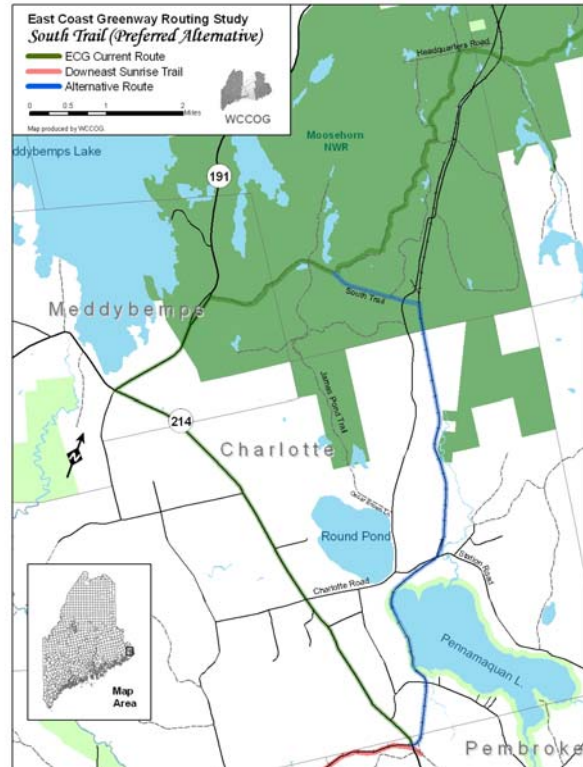 East Coast Greenway Routing Study
South Trail (Preferred Alternative)
ECG Current Route
Downeast Sunrise Trail
Alternative Route
0 0.5 1 2
Miles
WCCOG
Map produced by WCCOG.
Headquarters Road
ddybemps Lake
Moosehorn
NWR
191
South Trail
Meddybemps
James Pond Trail
214
Charlotte
N
Round Pond
Station Road
Charlotte Road
Pennamaquan L.
Map
Area
Pembroke